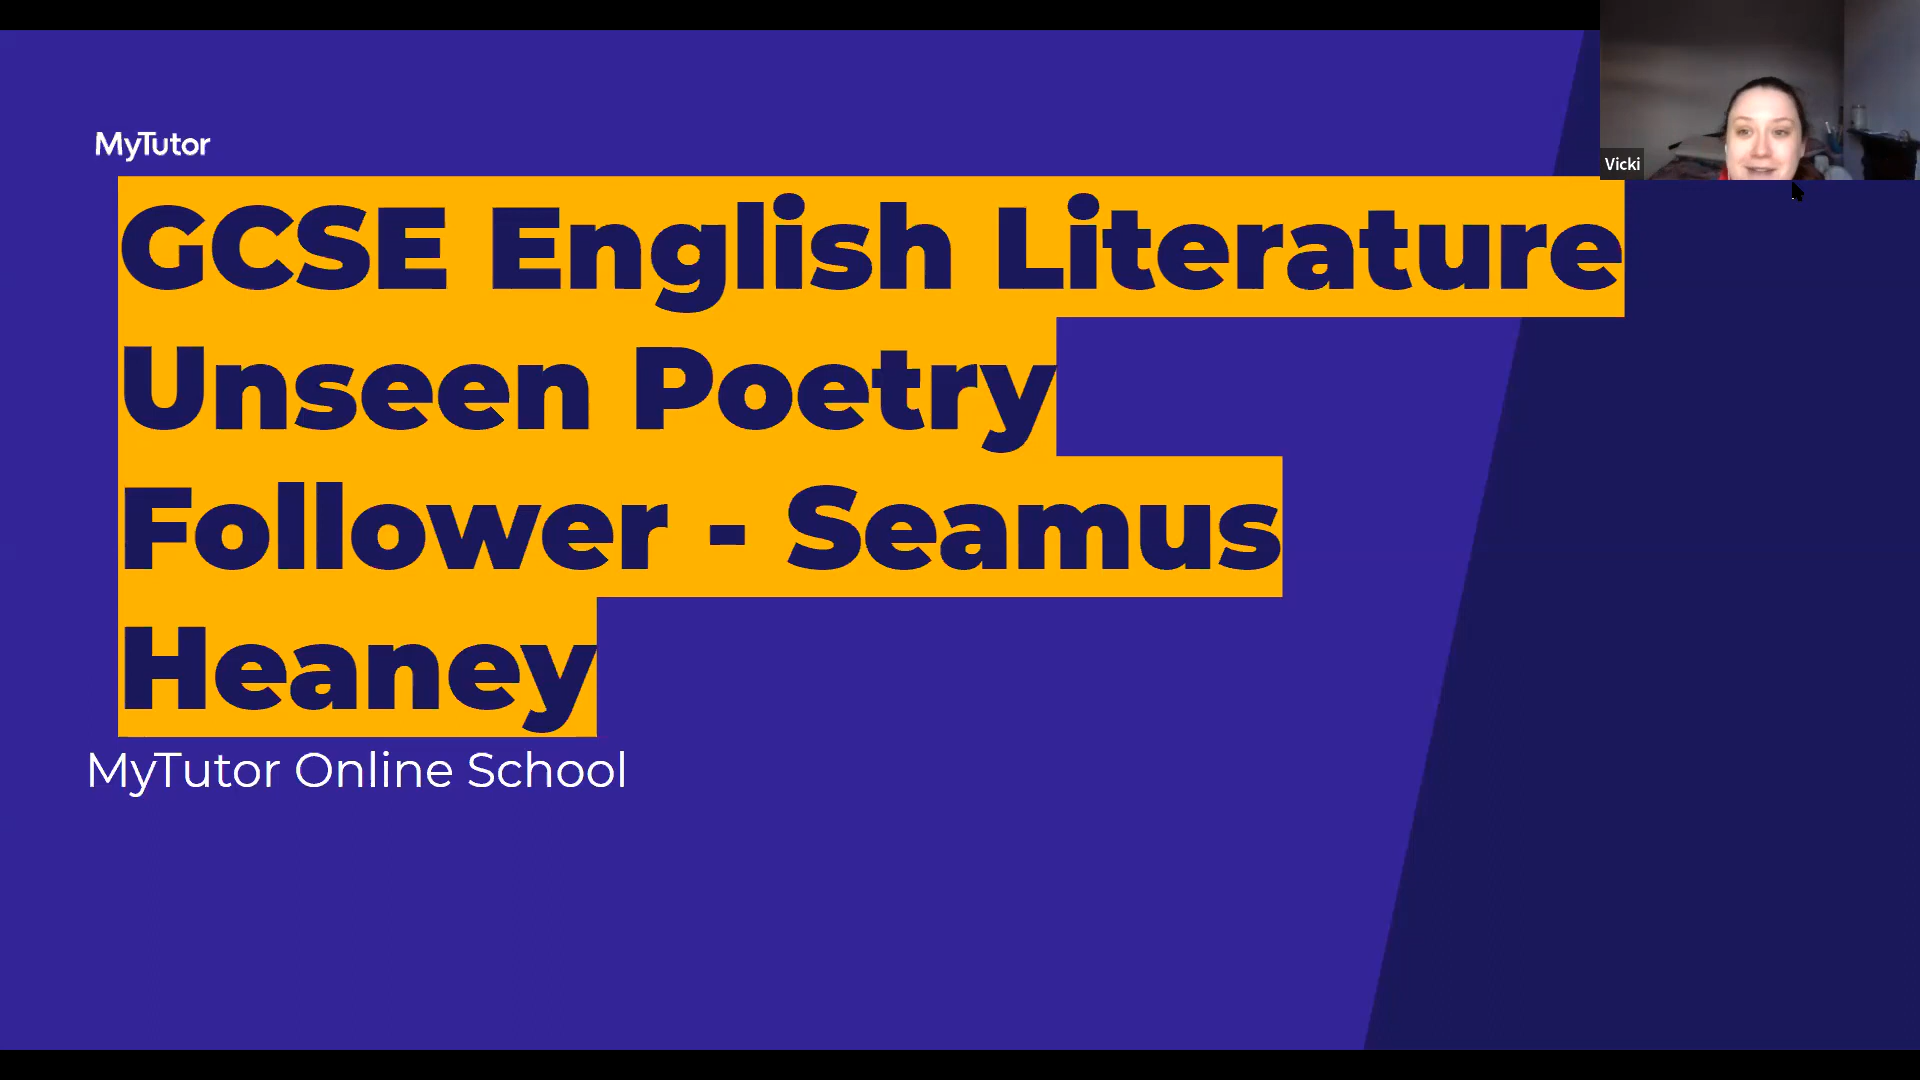 MyTutor
Vicki
GCSE English Literature
Unseen Poetry
Follower - Seamus
Heaney
MyTutor Online School